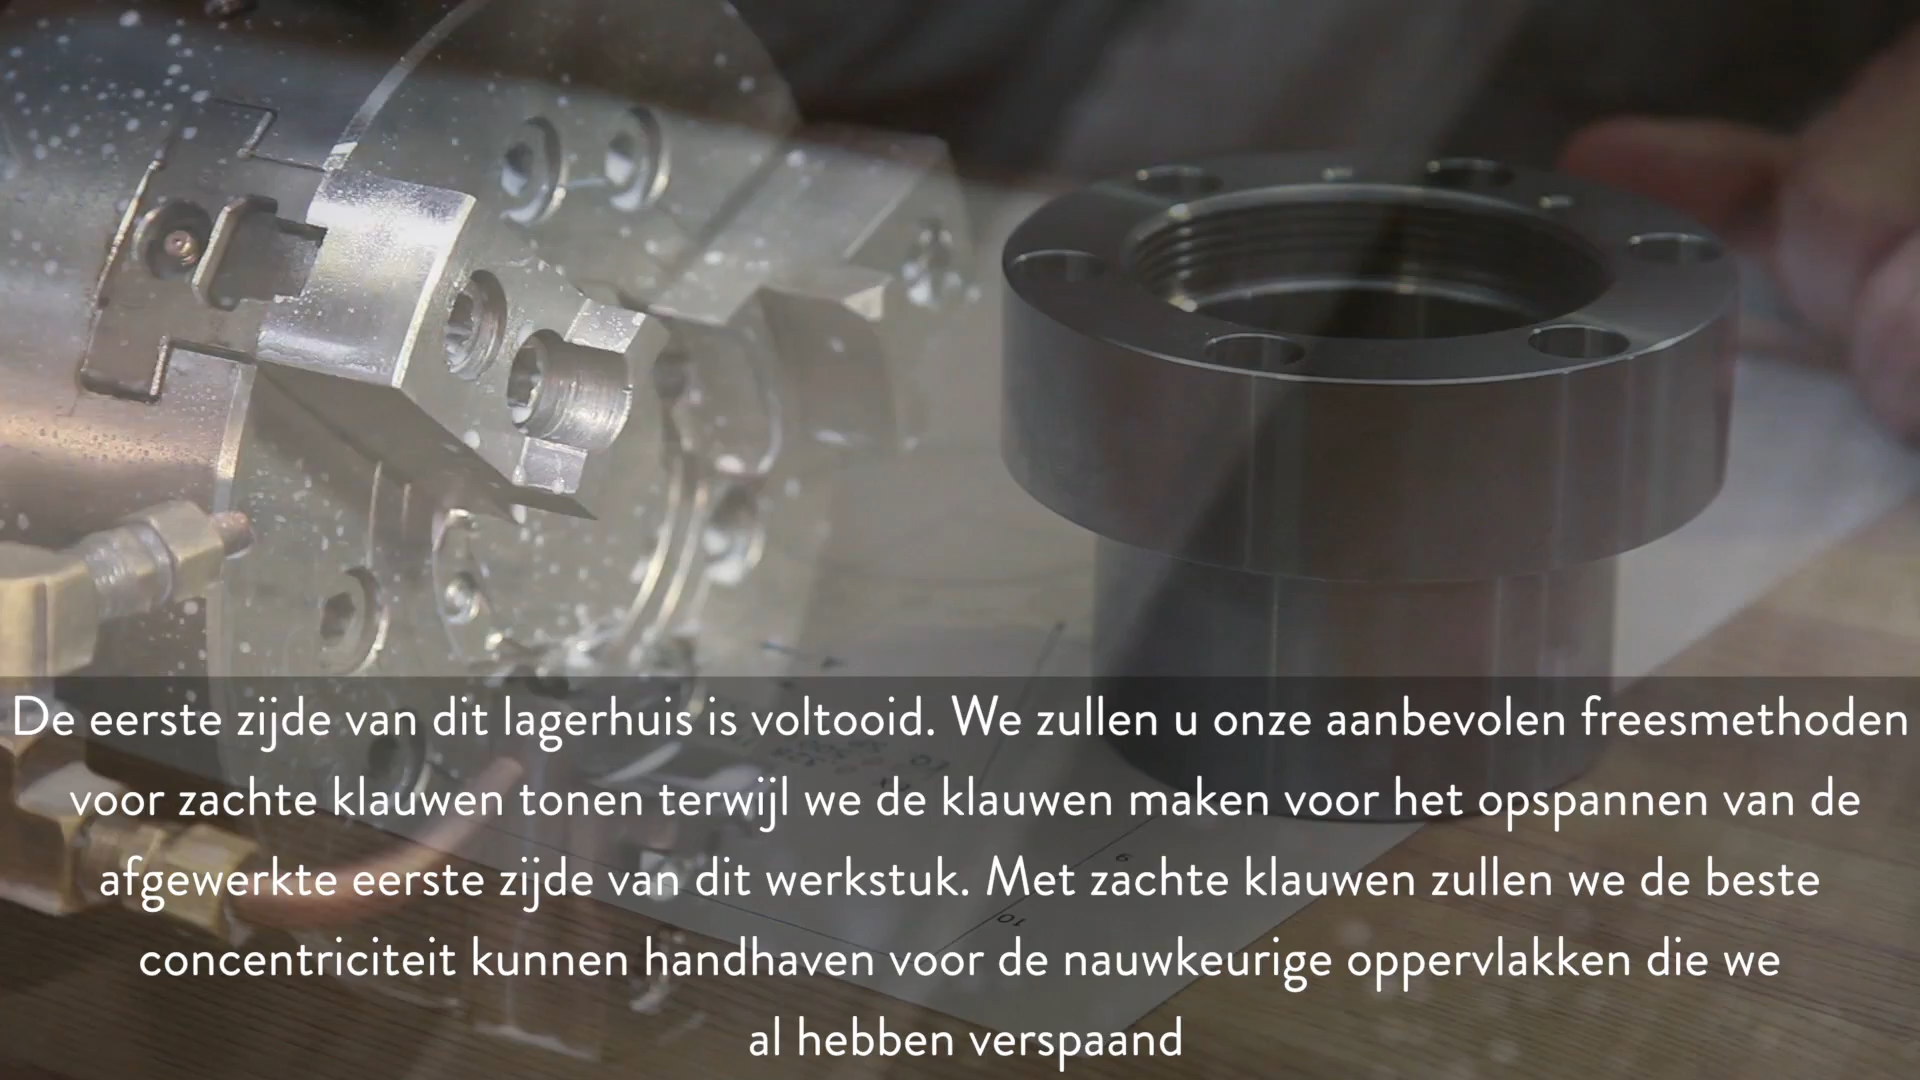 De eerste zijde van dit lagerhuis is voltooid. We zullen u onze aanbevolen freesmethoden
voor zachte klauwen tonen terwijl we de klauwen maken voor het opspannen van de
afgewerkte eerste zijde van dit werkstuk. Met zachte klauwen zullen we de beste
concentriciteit kunnen handhaven voor de nauwkeurige oppervlakken die we
al hebben verspaand
9
10